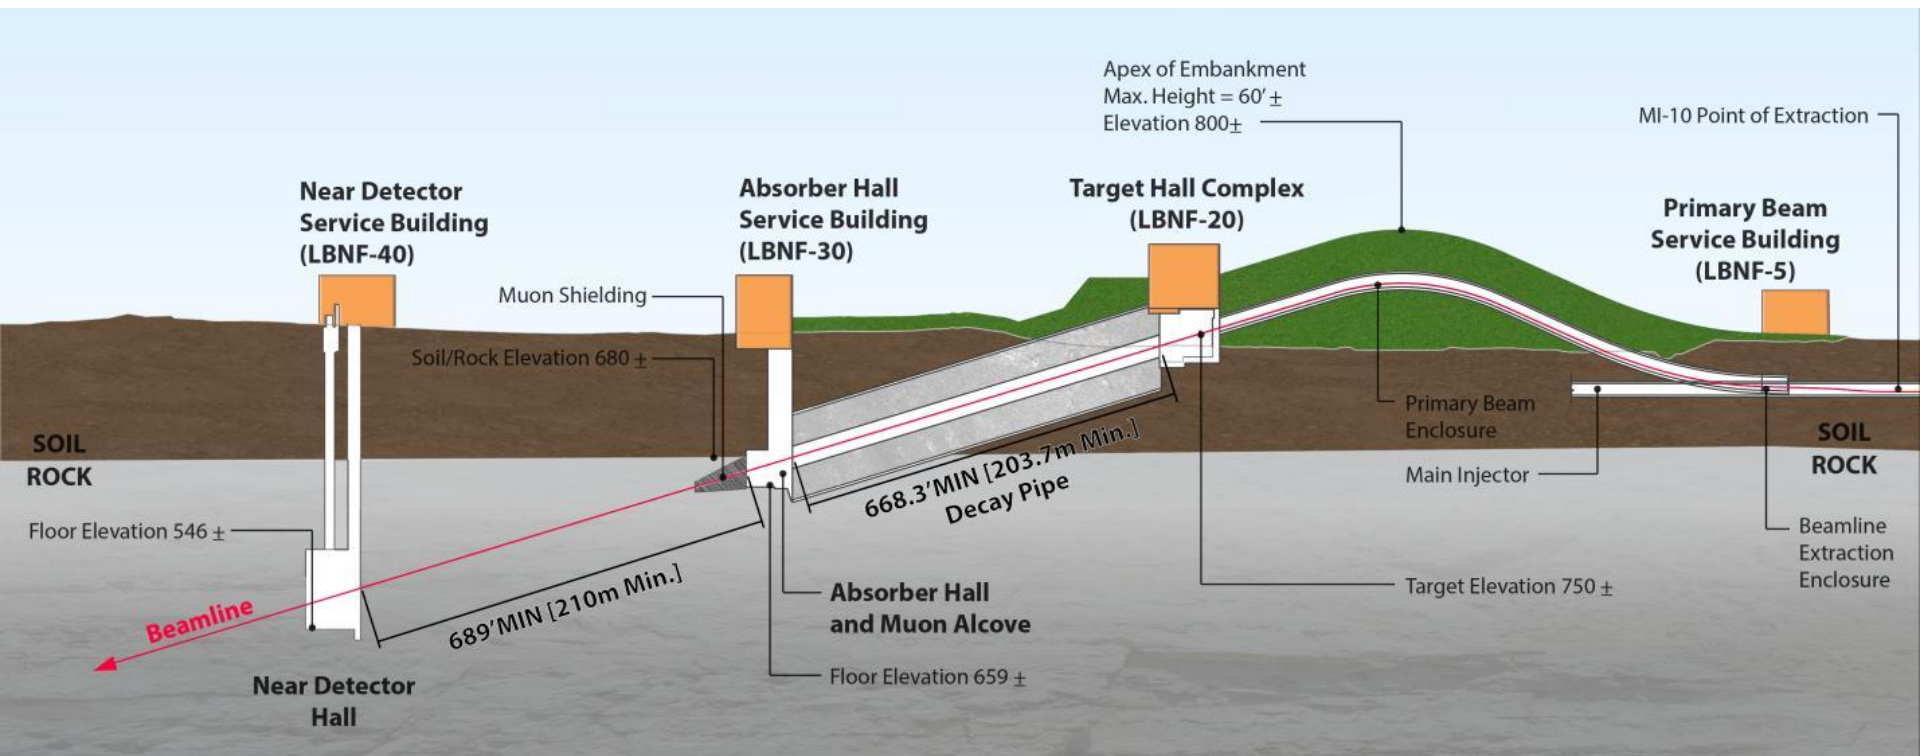 Apex of Embankment
Max. Height = 60' ±
Elevation 800±
MI-10 Point of Extraction
Near Detector
Service Building
(LBNF-40)
Absorber Hall
Service Building
(LBNF-30)
Target Hall Complex
(LBNF-20)
Primary Beam
Service Building
(LBNF-5)
Muon Shielding
Soil/Rock Elevation 680 ±
SOIL
ROCK
Floor Elevation 546 ±
668.3'MIN [203.7m Min.]
Decay Pipe
Primary Beam
Enclosure
Main Injector
SOIL
ROCK
Beamline
Extraction
Enclosure
Target Elevation 750 ±
689'MIN [210m Min.]
Absorber Hall
and Muon Alcove
Floor Elevation 659 ±
Beamline
Near Detector
Hall